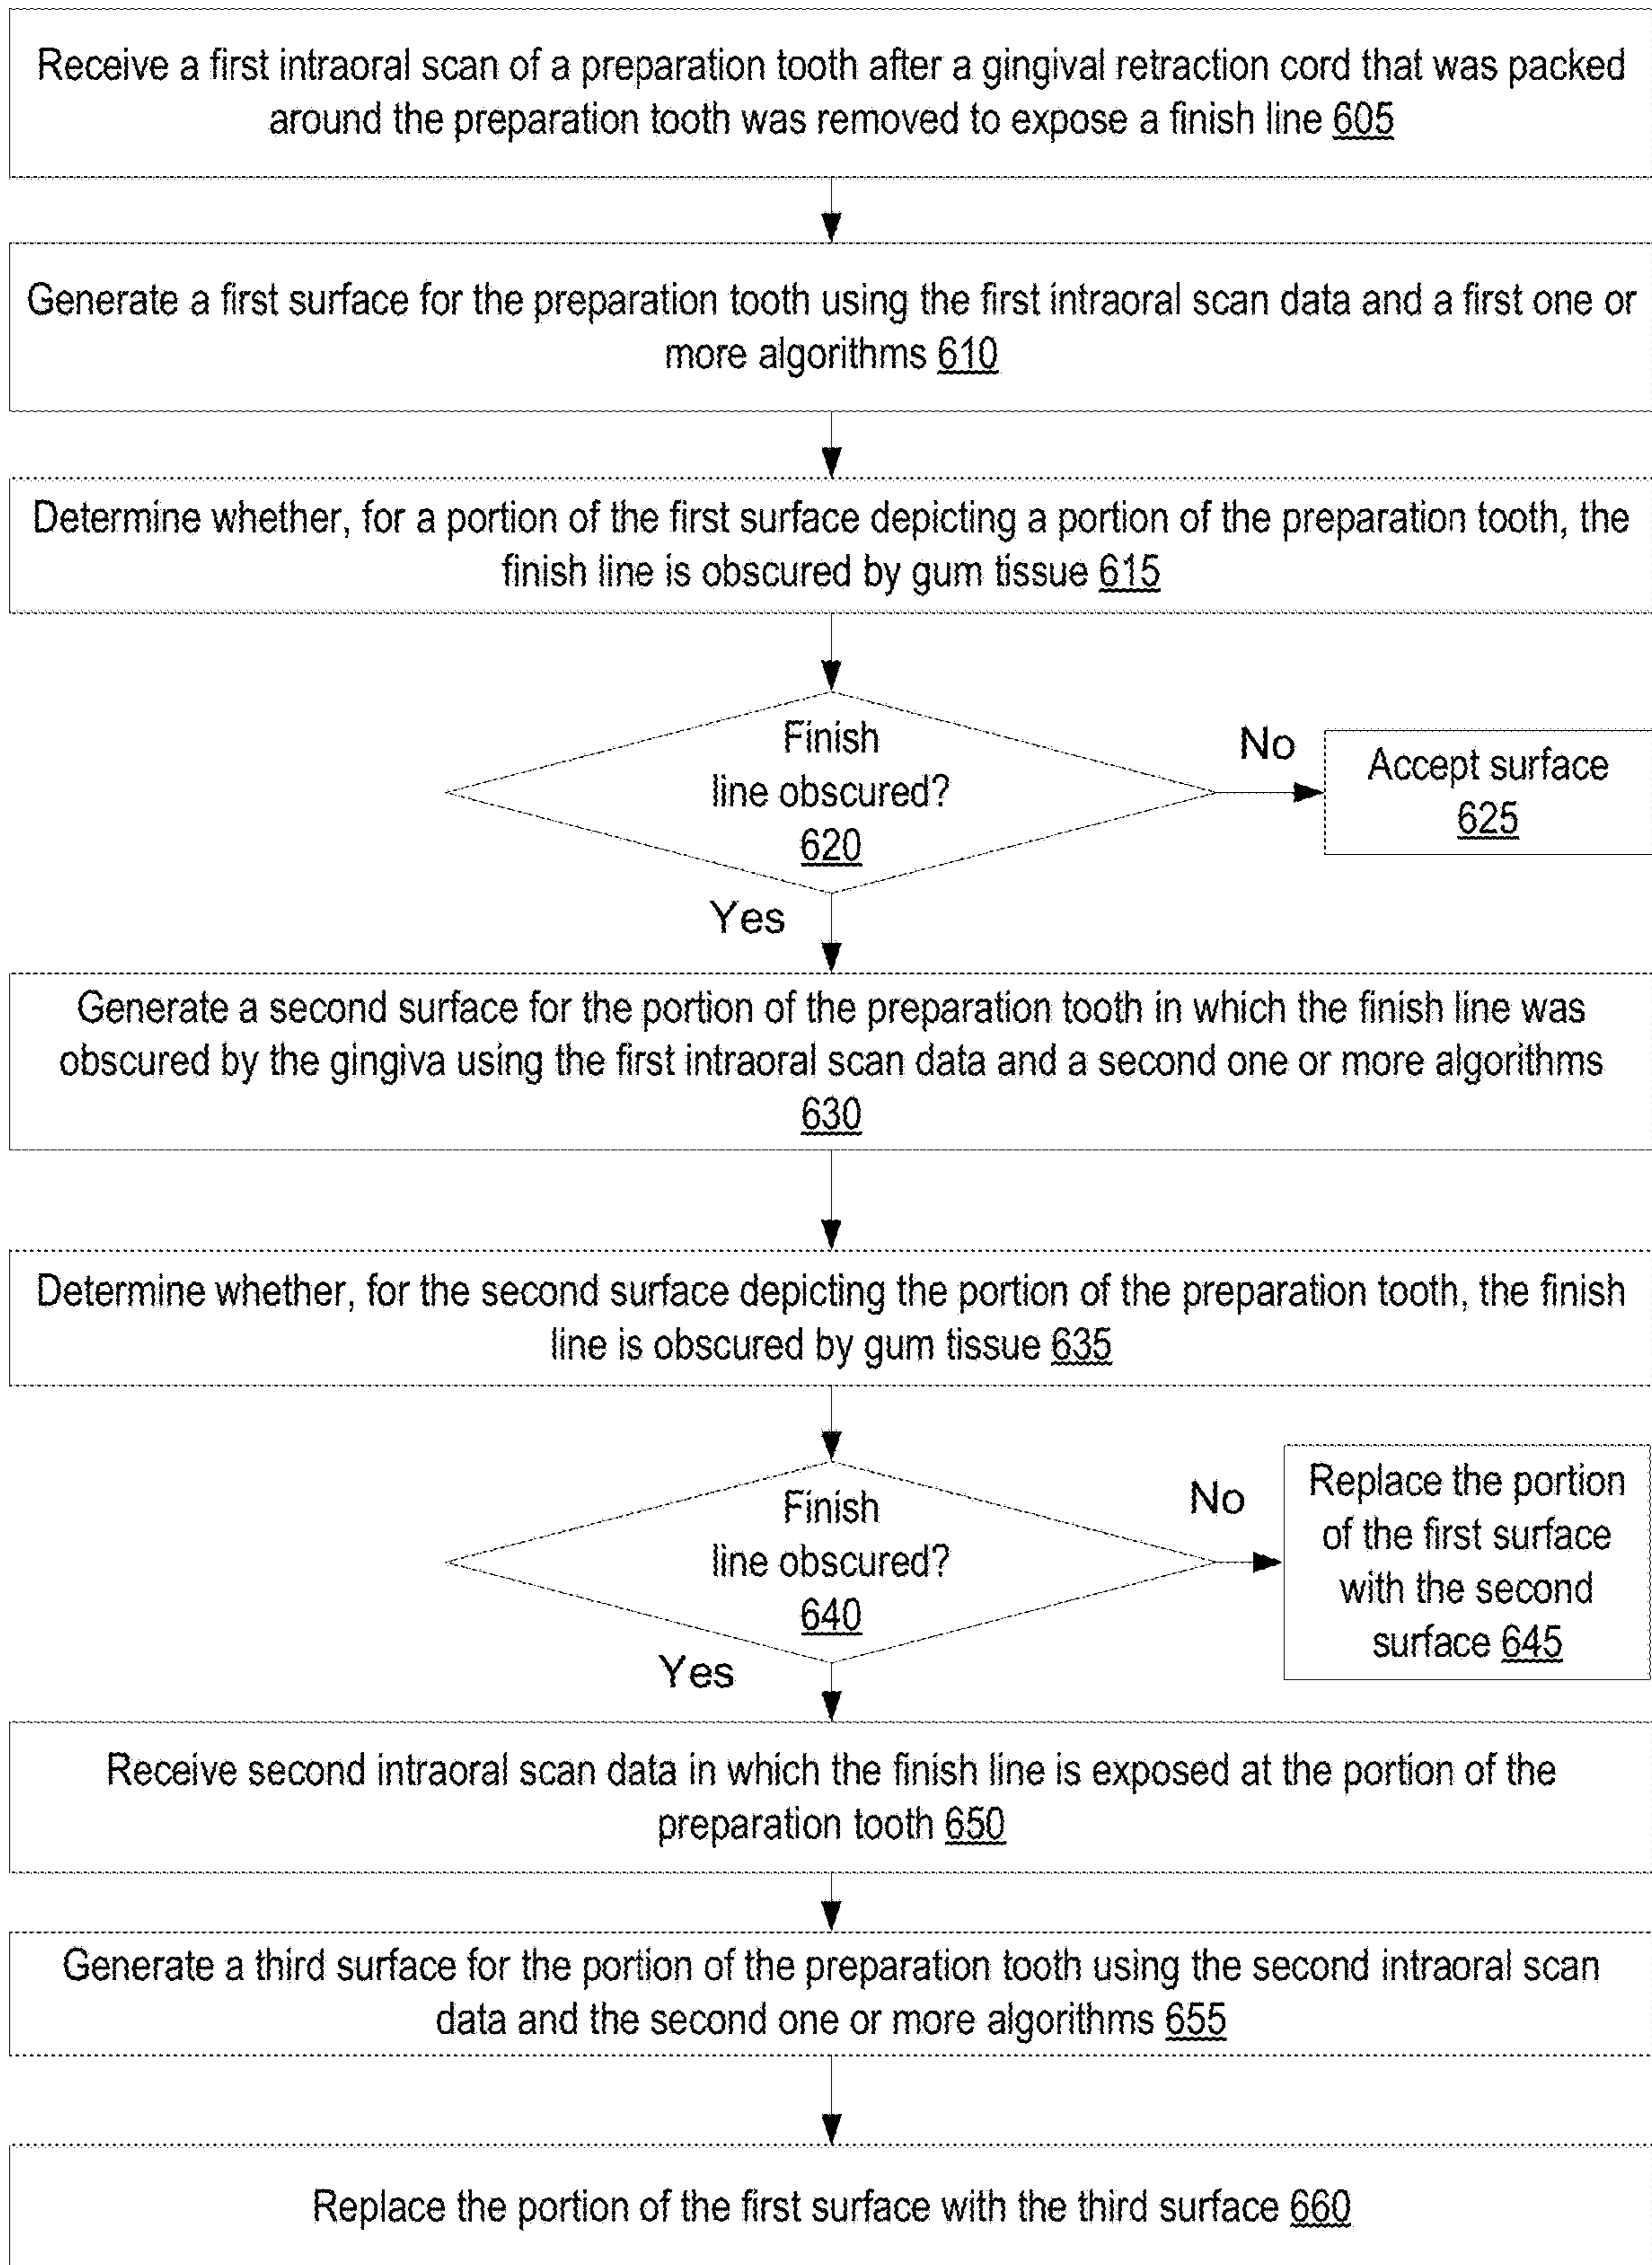 Receive a first intraoral scan of a preparation tooth after a gingival retraction cord that was packed
around the preparation tooth was removed to expose a finish line 605
Generate a first surface for the preparation tooth using the first intraoral scan data and a first one or
more algorithms 610
Determine whether, for a portion of the first surface depicting a portion of the preparation tooth, the
finish line is obscured by gum tissue 615
Finish
line obscured?
620
No
Accept surface
625
Yes
Generate a second surface for the portion of the preparation tooth in which the finish line was
obscured by the gingiva using the first intraoral scan data and a second one or more algorithms
630
Determine whether, for the second surface depicting the portion of the preparation tooth, the finish
line is obscured by gum tissue 635
Finish
line obscured?
640
No
Replace the portion
of the first surface
with the second
surface 645
Yes
Receive second intraoral scan data in which the finish line is exposed at the portion of the
preparation tooth 650
Generate a third surface for the portion of the preparation tooth using the second intraoral scan
data and the second one or more algorithms 655
Replace the portion of the first surface with the third surface 660